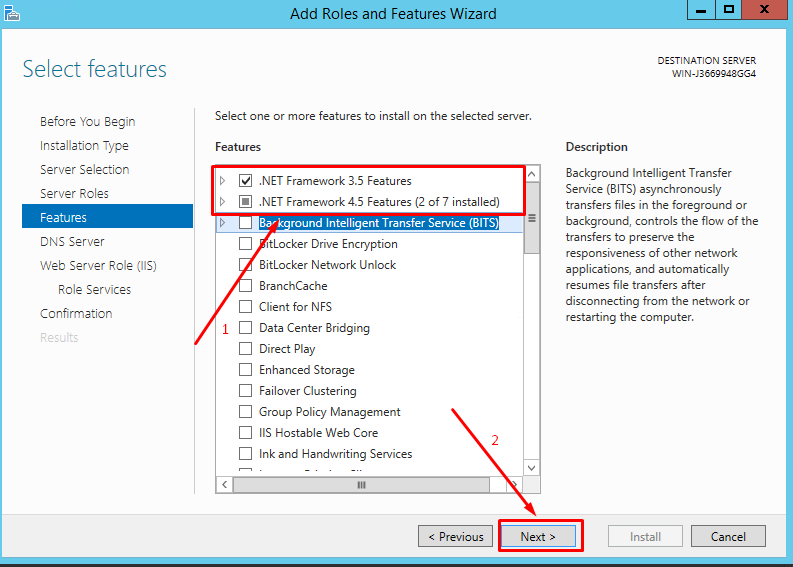 Add Roles and Features Wizard
Select features
DESTINATION SERVER
WIN-J3669948GG4
Before You Begin
Installation Type
Server Selection
Server Roles
Features
DNS Server
Web Server Role (IIS)
Role Services
Confirmation
Results
Select one or more features to install on the selected server.
Features
.NET Framework 3.5 Features
.NET Framework 4.5 Features (2 of 7 installed)
Background Intelligent Transfer Service (BITS)
BitLocker Drive Encryption
BitLocker Network Unlock
BranchCache
Client for NFS
1
Data Center Bridging
Direct Play
Enhanced Storage
Failover Clustering
Group Policy Management
IIS Hostable Web Core
2
Ink and Handwriting Services
Description
Background Intelligent Transfer
Service (BITS) asynchronously
transfers files in the foreground or
background, controls the flow of the
transfers to preserve the
responsiveness of other network
applications, and automatically
resumes file transfers after
disconnecting from the network or
restarting the computer.
< Previous
Next >
Install
Cancel